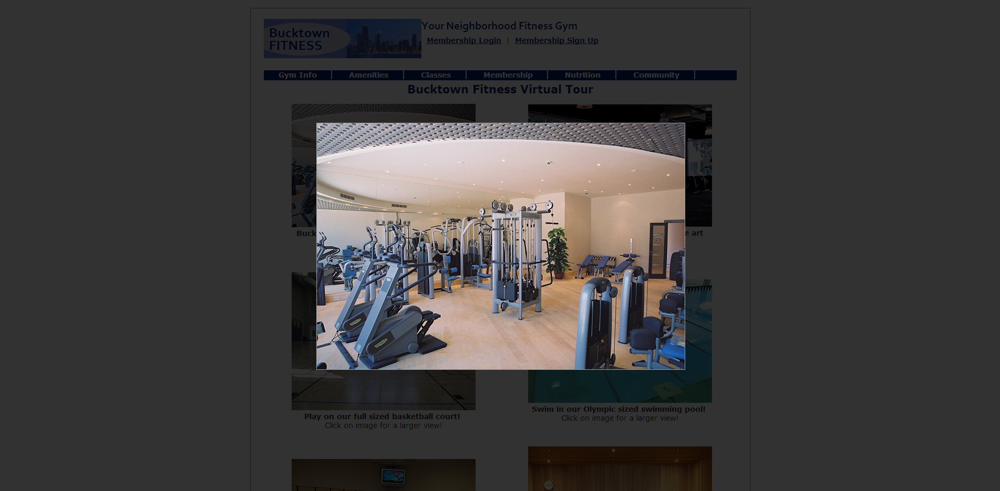 Bucktown
FITNESS
Your Neighborhood Fitness Gym
Membership Login | Membership Sign Up
Gym Info Amenities Classes Membership Nutrition Community
Bucktown Fitness Virtual Tour
Buck
e art
Play on our full sized basketball court!
Click on image for a larger view!
Swim in our Olympic sized swimming pool!
Click on image for a larger view!
5